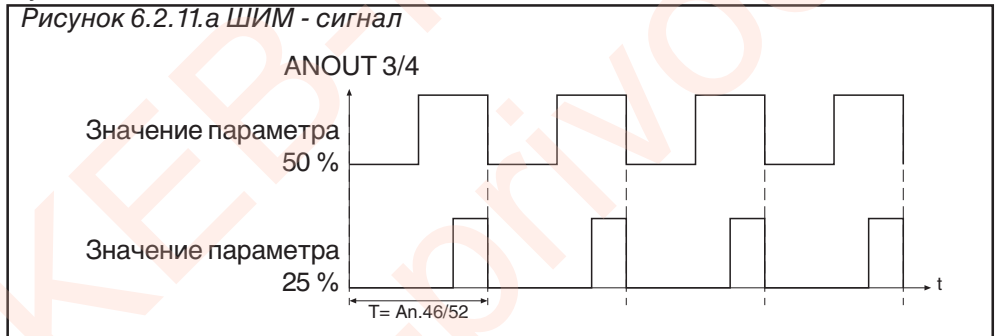 Рисунок 6.2.11.a ШИМ - сигнал
ANOUT 3/4
Значение параметра
50 %
Значение параметра
25 %
t
T= An.46/52